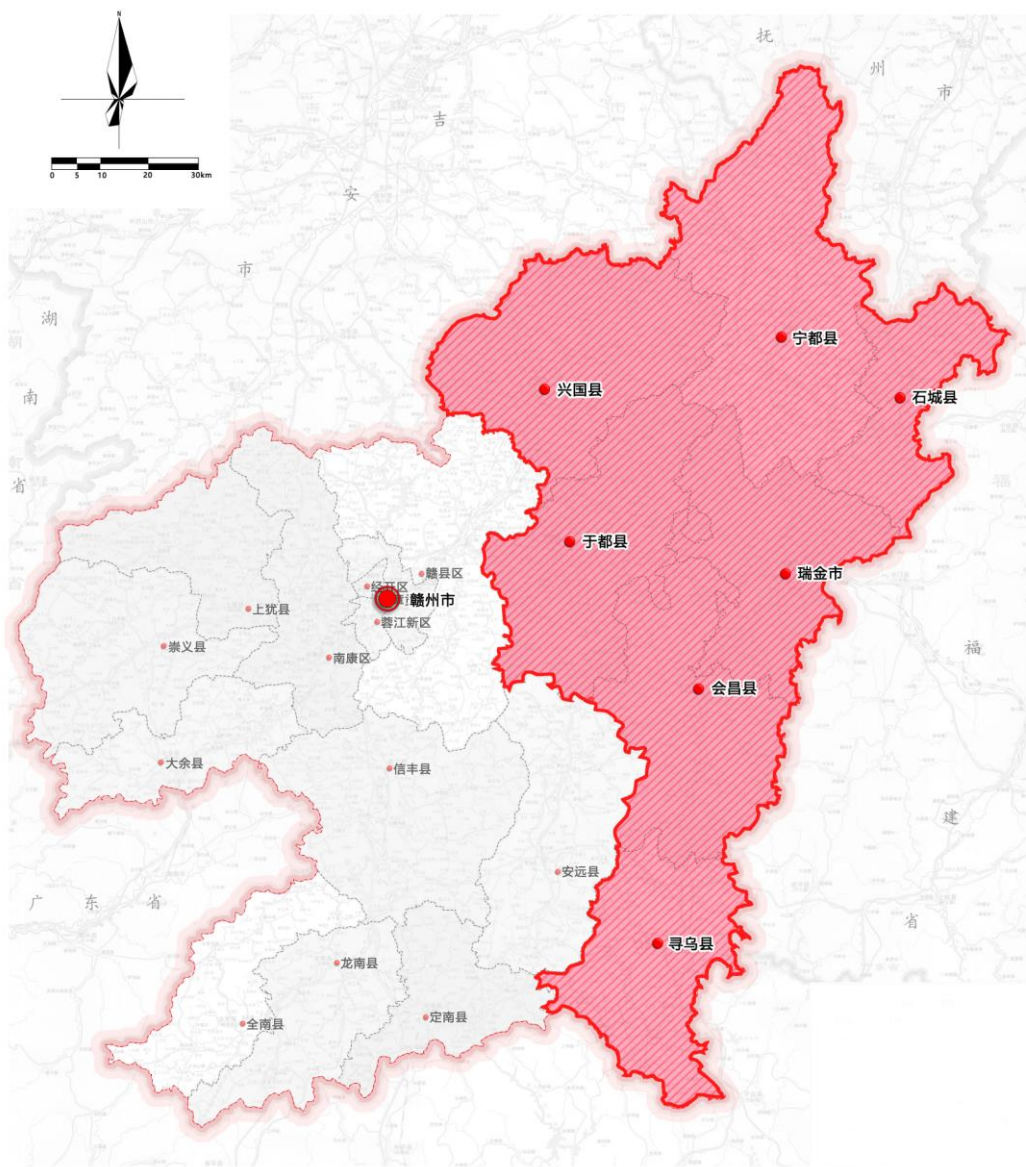 N
0 5 10 20 30km
抚
州
市
吉
安
市
湖
南
省
宁都县
兴国县
石城县
于都县
赣县区
经开区
瑞金市
赣州市
上犹县
蓉江新区
崇义县
南康区
福
会昌县
大余县
信丰县
建
安远县
广 东 省
省
寻乌县
龙南县
全南县
定南县